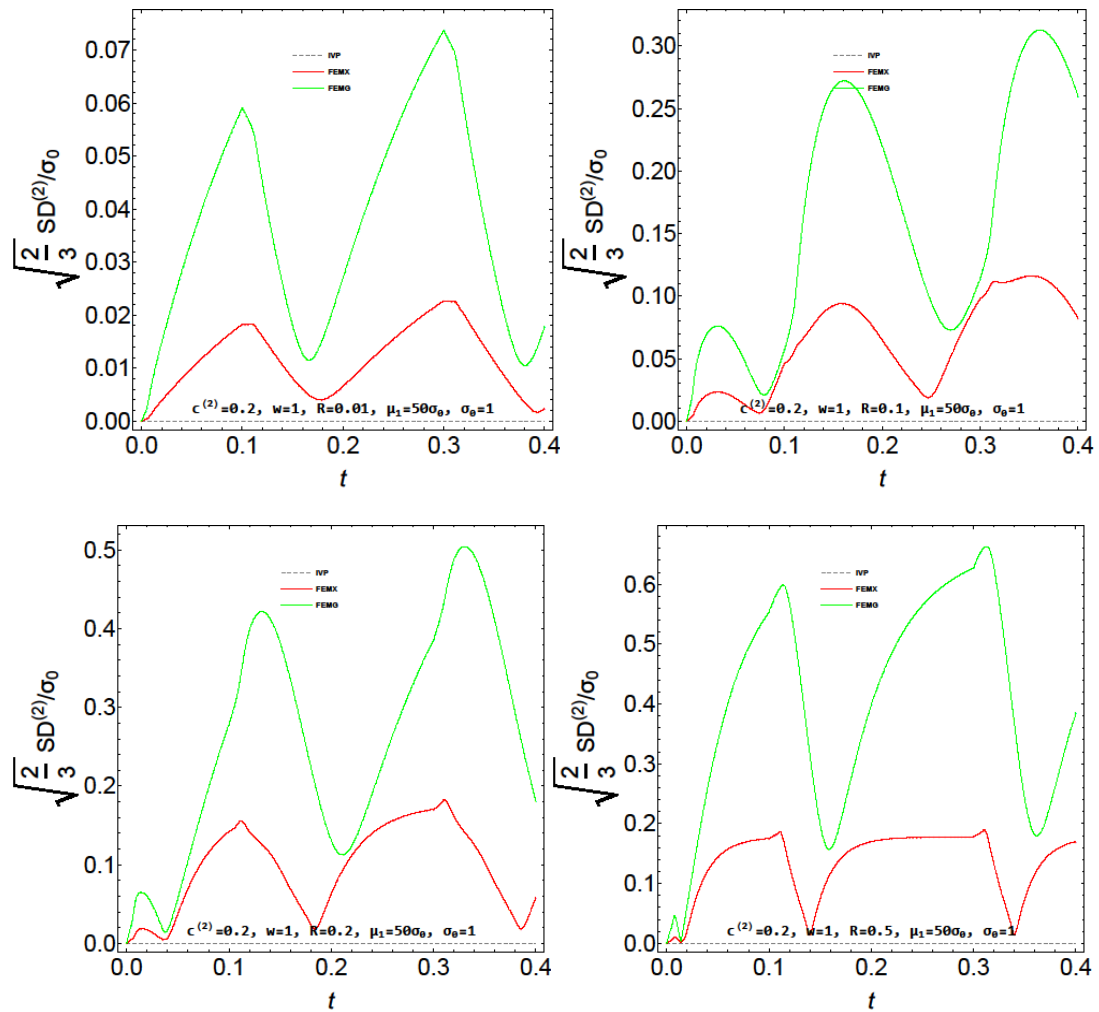 0.07
0.06
0.05
0.04
0.03
0.02
0.01
0.00
√2/3 SD⁽²⁾/σ₀
IVP
FEMX
FEMG
c⁽²⁾=0.2, w=1, R=0.01, μ₁=50σ₀, σ₀=1
0.0 0.1 0.2 0.3 0.4
t
0.30
0.25
0.20
0.15
0.10
0.05
0.00
√2/3 SD⁽²⁾/σ₀
IVP
FEMX
FEMG
c⁽²⁾=0.2, w=1, R=0.1, μ₁=50σ₀, σ₀=1
0.0 0.1 0.2 0.3 0.4
t
0.5
0.4
0.3
0.2
0.1
0.0
√2/3 SD⁽²⁾/σ₀
IVP
FEMX
FEMG
c⁽²⁾=0.2, w=1, R=0.2, μ₁=50σ₀, σ₀=1
0.0 0.1 0.2 0.3 0.4
t
0.6
0.5
0.4
0.3
0.2
0.1
0.0
√2/3 SD⁽²⁾/σ₀
IVP
FEMX
FEMG
c⁽²⁾=0.2, w=1, R=0.5, μ₁=50σ₀, σ₀=1
0.0 0.1 0.2 0.3 0.4
t